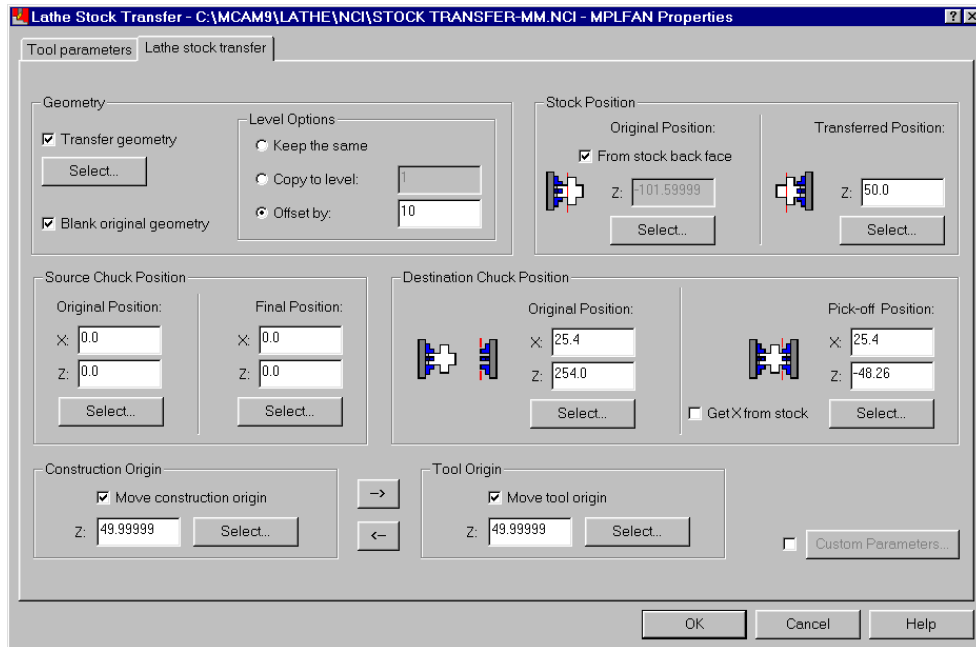 Lathe Stock Transfer - C:\MCAM9\LATHE\NCI\STOCK TRANSFER-MM.NCI - MPLFAN Properties
Tool parameters
Lathe stock transfer
Geometry
Transfer geometry
Select...
Blank original geometry
Level Options
Keep the same
Copy to level: 1
Offset by: 10
Stock Position
Original Position:
From stock back face
Z: -101.59999
Select...
Transferred Position:
Z: 50.0
Select...
Source Chuck Position
Original Position:
X: 0.0
Z: 0.0
Select...
Final Position:
X: 0.0
Z: 0.0
Select...
Destination Chuck Position
Original Position:
X: 25.4
Z: 254.0
Select...
Pick-off Position:
X: 25.4
Z: -48.26
Get X from stock
Select...
Construction Origin
Move construction origin
Z: 49.99999
Select...
-->
<--
Tool Origin
Move tool origin
Z: 49.99999
Select...
Custom Parameters...
OK
Cancel
Help